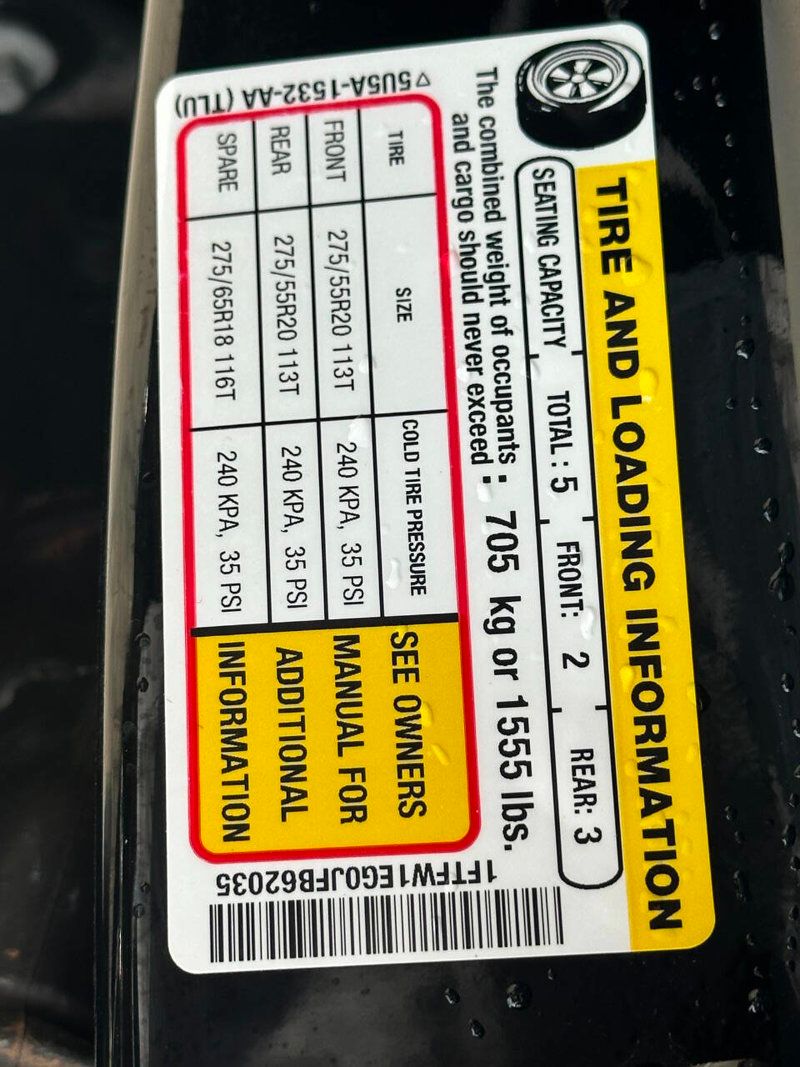 TIRE AND LOADING INFORMATION
SEATING CAPACITY TOTAL : 5 FRONT: 2 REAR: 3
The combined weight of occupants : 705 kg or 1555 lbs.
and cargo should never exceed :
TIRE SIZE COLD TIRE PRESSURE
FRONT 275/55R20 113T 240 KPA, 35 PSI
REAR 275/55R20 113T 240 KPA, 35 PSI
SPARE 275/65R18 116T 240 KPA, 35 PSI
SEE OWNERS
MANUAL FOR
ADDITIONAL
INFORMATION
▽ 5U5A-1532-AA (TLU)
1FTFW1EG0JFB62035